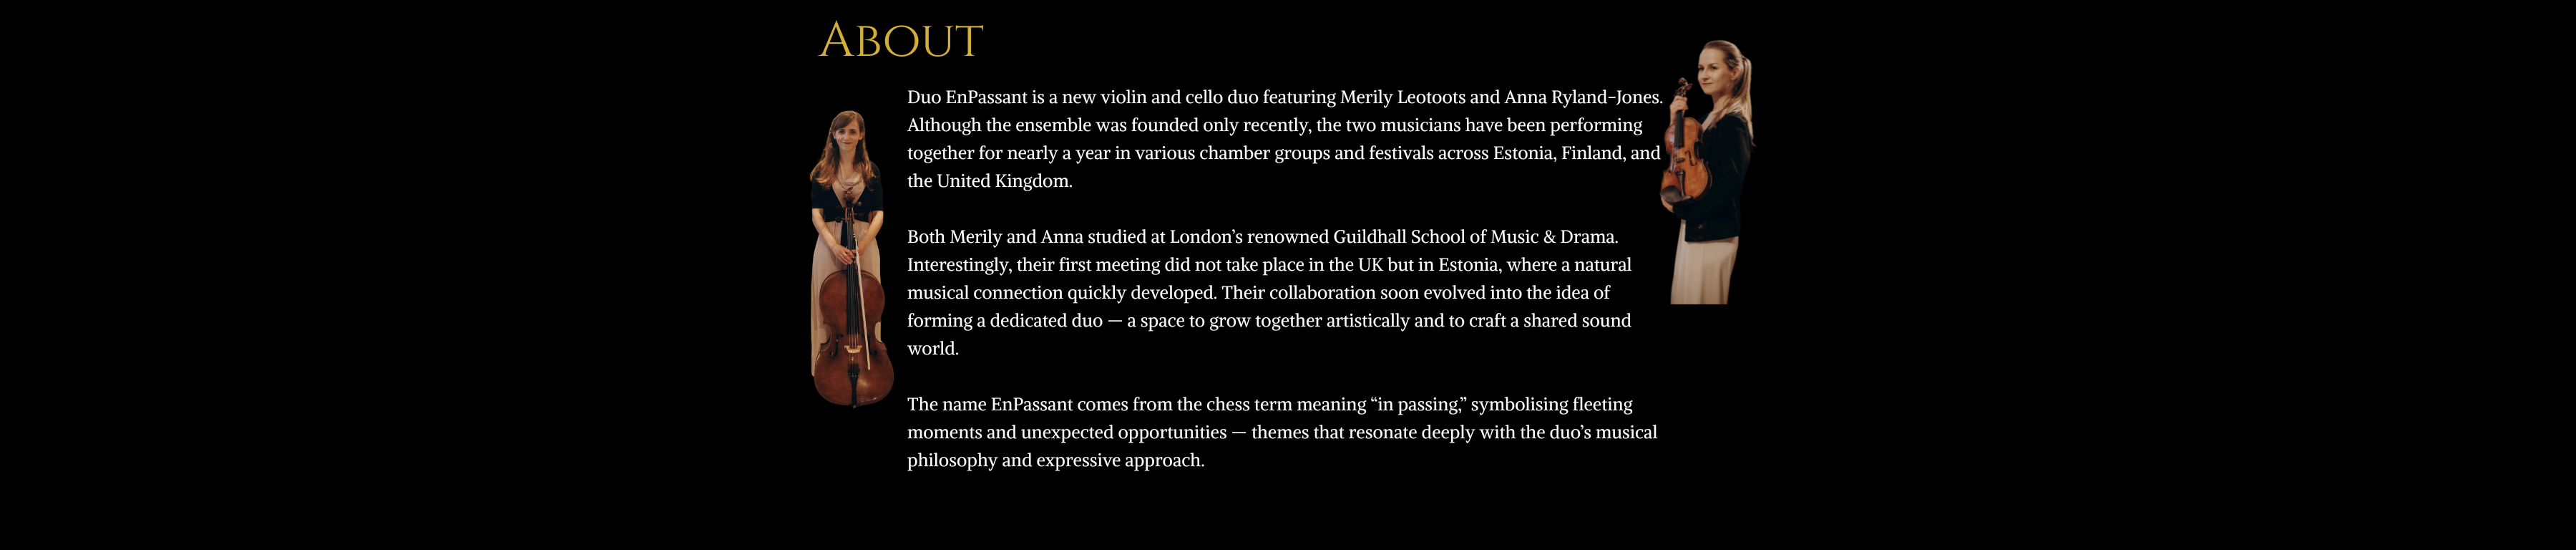 About
Duo EnPassant is a new violin and cello duo featuring Merily Leotoots and Anna Ryland-Jones.
Although the ensemble was founded only recently, the two musicians have been performing
together for nearly a year in various chamber groups and festivals across Estonia, Finland, and
the United Kingdom.
Both Merily and Anna studied at London’s renowned Guildhall School of Music & Drama.
Interestingly, their first meeting did not take place in the UK but in Estonia, where a natural
musical connection quickly developed. Their collaboration soon evolved into the idea of
forming a dedicated duo — a space to grow together artistically and to craft a shared sound
world.
The name EnPassant comes from the chess term meaning “in passing,” symbolising fleeting
moments and unexpected opportunities — themes that resonate deeply with the duo’s musical
philosophy and expressive approach.